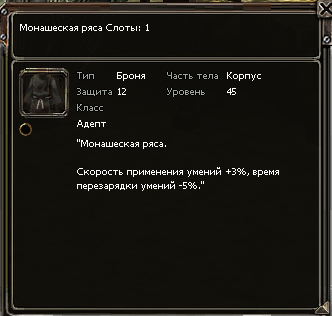 Монашеская ряса Слоты: 1
Тип Броня Часть тела Корпус
Защита 12 Уровень 45
Класс
Адепт
"Монашеская ряса.
Скорость применения умений +3%, время
перезарядки умений -5%."